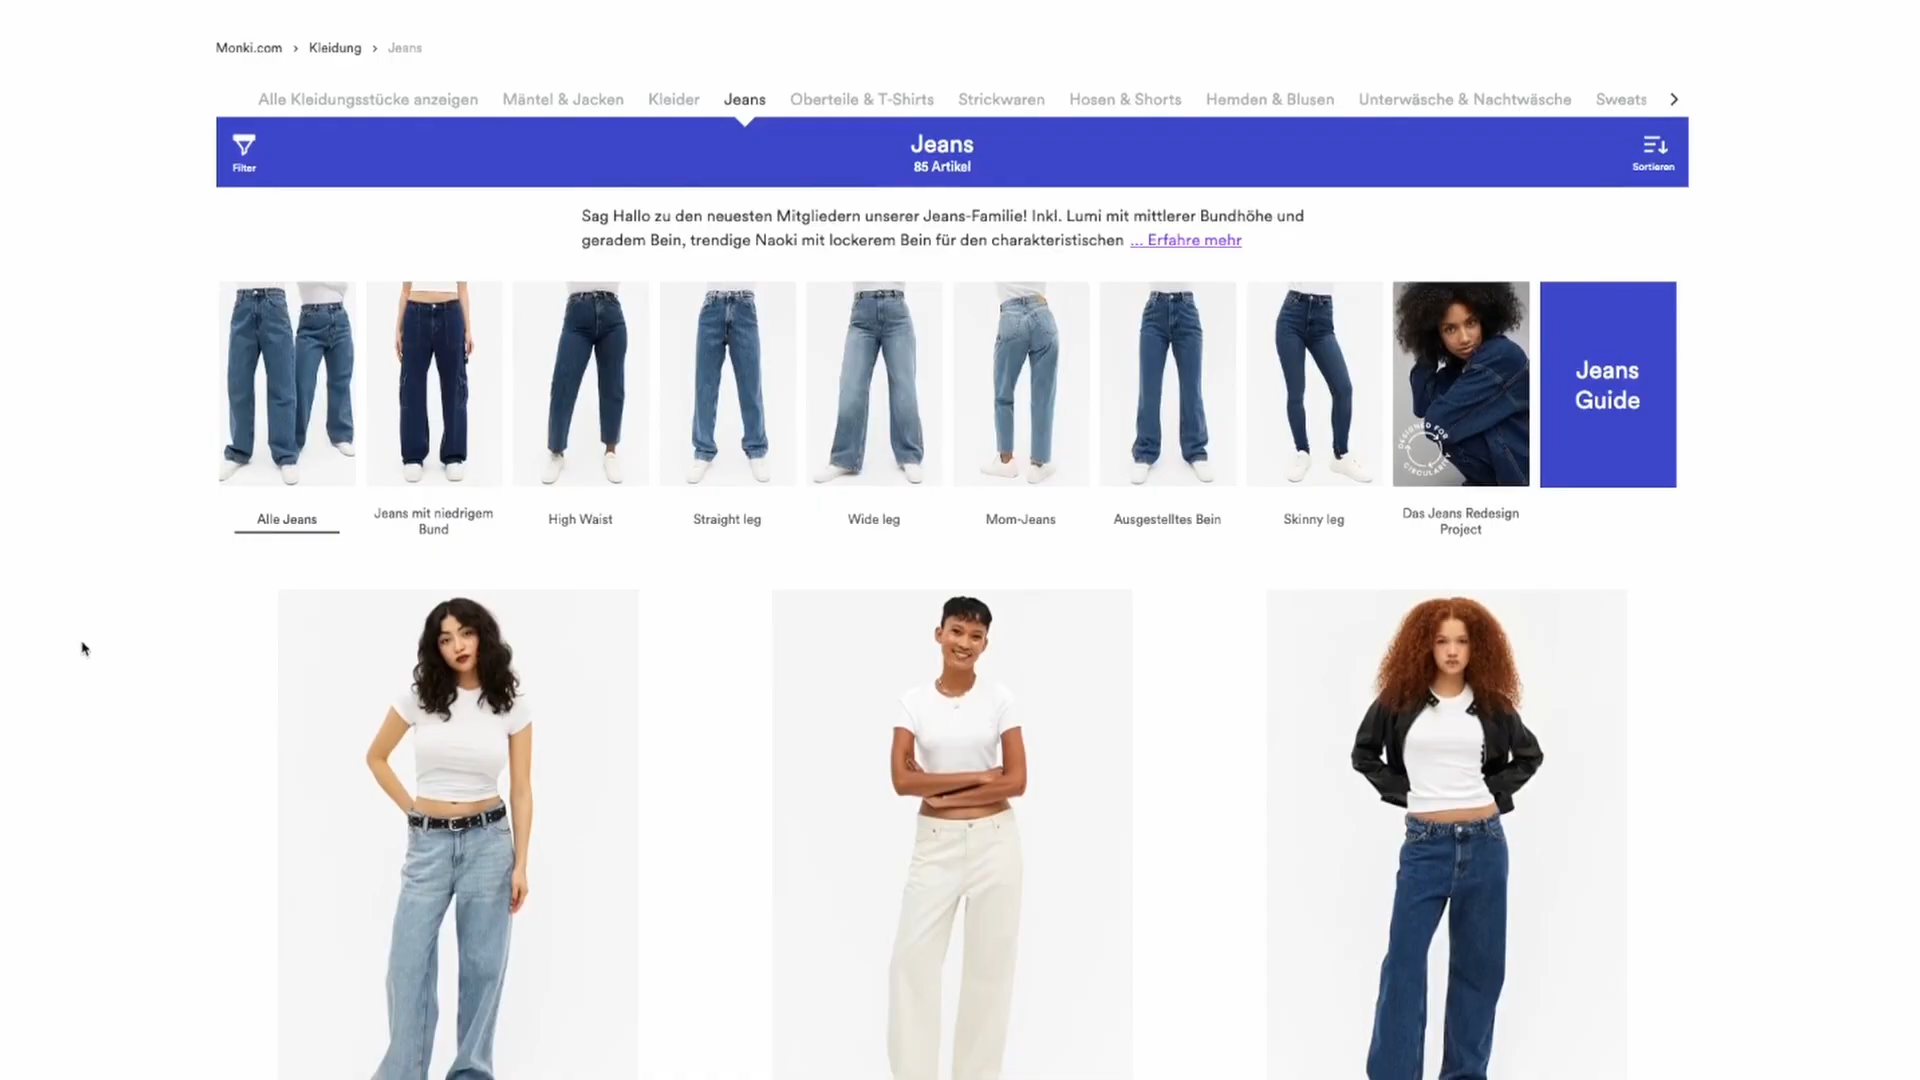 Monki.com > Kleidung > Jeans
Alle Kleidungsstücke anzeigen Mäntel & Jacken Kleider Jeans Oberteile & T-Shirts Strickwaren Hosen & Shorts Hemden & Blusen Unterwäsche & Nachtwäsche Sweats
Jeans
85 Artikel
Filter
Sortieren
Sag Hallo zu den neuesten Mitgliedern unserer Jeans-Familie! Inkl. Lumi mit mittlerer Bundhöhe und
geradem Bein, trendige Naoki mit lockerem Bein für den charakteristischen ... Erfahre mehr
DESIGNED FOR
CIRCULARITY
Jeans
Guide
Alle Jeans
Jeans mit niedrigem
Bund
High Waist
Straight leg
Wide leg
Mom-Jeans
Ausgestelltes Bein
Skinny leg
Das Jeans Redesign
Project